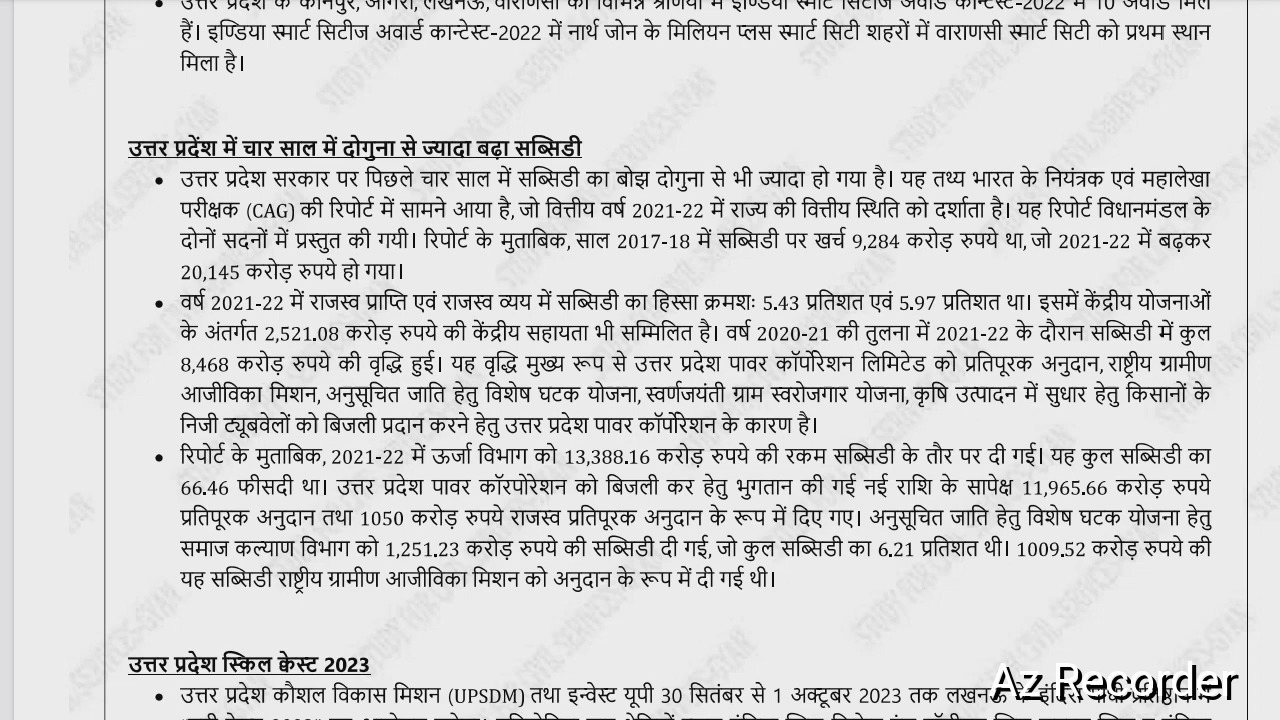 उत्तर प्रदेश के कानपुर, आगरा, लखनऊ, वाराणसी को विभिन्न श्रेणियों में इण्डिया स्मार्ट सिटीज अवार्ड कान्टेस्ट-2022 में 10 अवार्ड मिले
हैं। इण्डिया स्मार्ट सिटीज अवार्ड कान्टेस्ट-2022 में नार्थ जोन के मिलियन प्लस स्मार्ट सिटी शहरों में वाराणसी स्मार्ट सिटी को प्रथम स्थान
मिला है।
उत्तर प्रदेंश में चार साल में दोगुना से ज्यादा बढ़ा सब्सिडी
• उत्तर प्रदेश सरकार पर पिछले चार साल में सब्सिडी का बोझ दोगुना से भी ज्यादा हो गया है। यह तथ्य भारत के नियंत्रक एवं महालेखा
परीक्षक (CAG) की रिपोर्ट में सामने आया है, जो वित्तीय वर्ष 2021-22 में राज्य की वित्तीय स्थिति को दर्शाता है। यह रिपोर्ट विधानमंडल के
दोनों सदनों में प्रस्तुत की गयी। रिपोर्ट के मुताबिक, साल 2017-18 में सब्सिडी पर खर्च 9,284 करोड़ रुपये था, जो 2021-22 में बढ़कर
20,145 करोड़ रुपये हो गया।
• वर्ष 2021-22 में राजस्व प्राप्ति एवं राजस्व व्यय में सब्सिडी का हिस्सा क्रमशः 5.43 प्रतिशत एवं 5.97 प्रतिशत था। इसमें केंद्रीय योजनाओं
के अंतर्गत 2,521.08 करोड़ रुपये की केंद्रीय सहायता भी सम्मिलित है। वर्ष 2020-21 की तुलना में 2021-22 के दौरान सब्सिडी में कुल
8,468 करोड़ रुपये की वृद्धि हुई। यह वृद्धि मुख्य रूप से उत्तर प्रदेश पावर कॉर्पोरेशन लिमिटेड को प्रतिपूरक अनुदान, राष्ट्रीय ग्रामीण
आजीविका मिशन, अनुसूचित जाति हेतु विशेष घटक योजना, स्वर्णजयंती ग्राम स्वरोजगार योजना, कृषि उत्पादन में सुधार हेतु किसानों के
निजी ट्यूबवेलों को बिजली प्रदान करने हेतु उत्तर प्रदेश पावर कॉर्पोरेशन के कारण है।
• रिपोर्ट के मुताबिक, 2021-22 में ऊर्जा विभाग को 13,388.16 करोड़ रुपये की रकम सब्सिडी के तौर पर दी गई। यह कुल सब्सिडी का
66.46 फीसदी था। उत्तर प्रदेश पावर कॉरपोरेशन को बिजली कर हेतु भुगतान की गई नई राशि के सापेक्ष 11,965.66 करोड़ रुपये
प्रतिपूरक अनुदान तथा 1050 करोड़ रुपये राजस्व प्रतिपूरक अनुदान के रूप में दिए गए। अनुसूचित जाति हेतु विशेष घटक योजना हेतु
समाज कल्याण विभाग को 1,251.23 करोड़ रुपये की सब्सिडी दी गई, जो कुल सब्सिडी का 6.21 प्रतिशत थी। 1009.52 करोड़ रुपये की
यह सब्सिडी राष्ट्रीय ग्रामीण आजीविका मिशन को अनुदान के रूप में दी गई थी।
उत्तर प्रदेश स्किल केस्ट 2023
• उत्तर प्रदेश कौशल विकास मिशन (UPSDM) तथा इन्वेस्ट यूपी 30 सितंबर से 1 अक्टूबर 2023 तक
Az Recorder